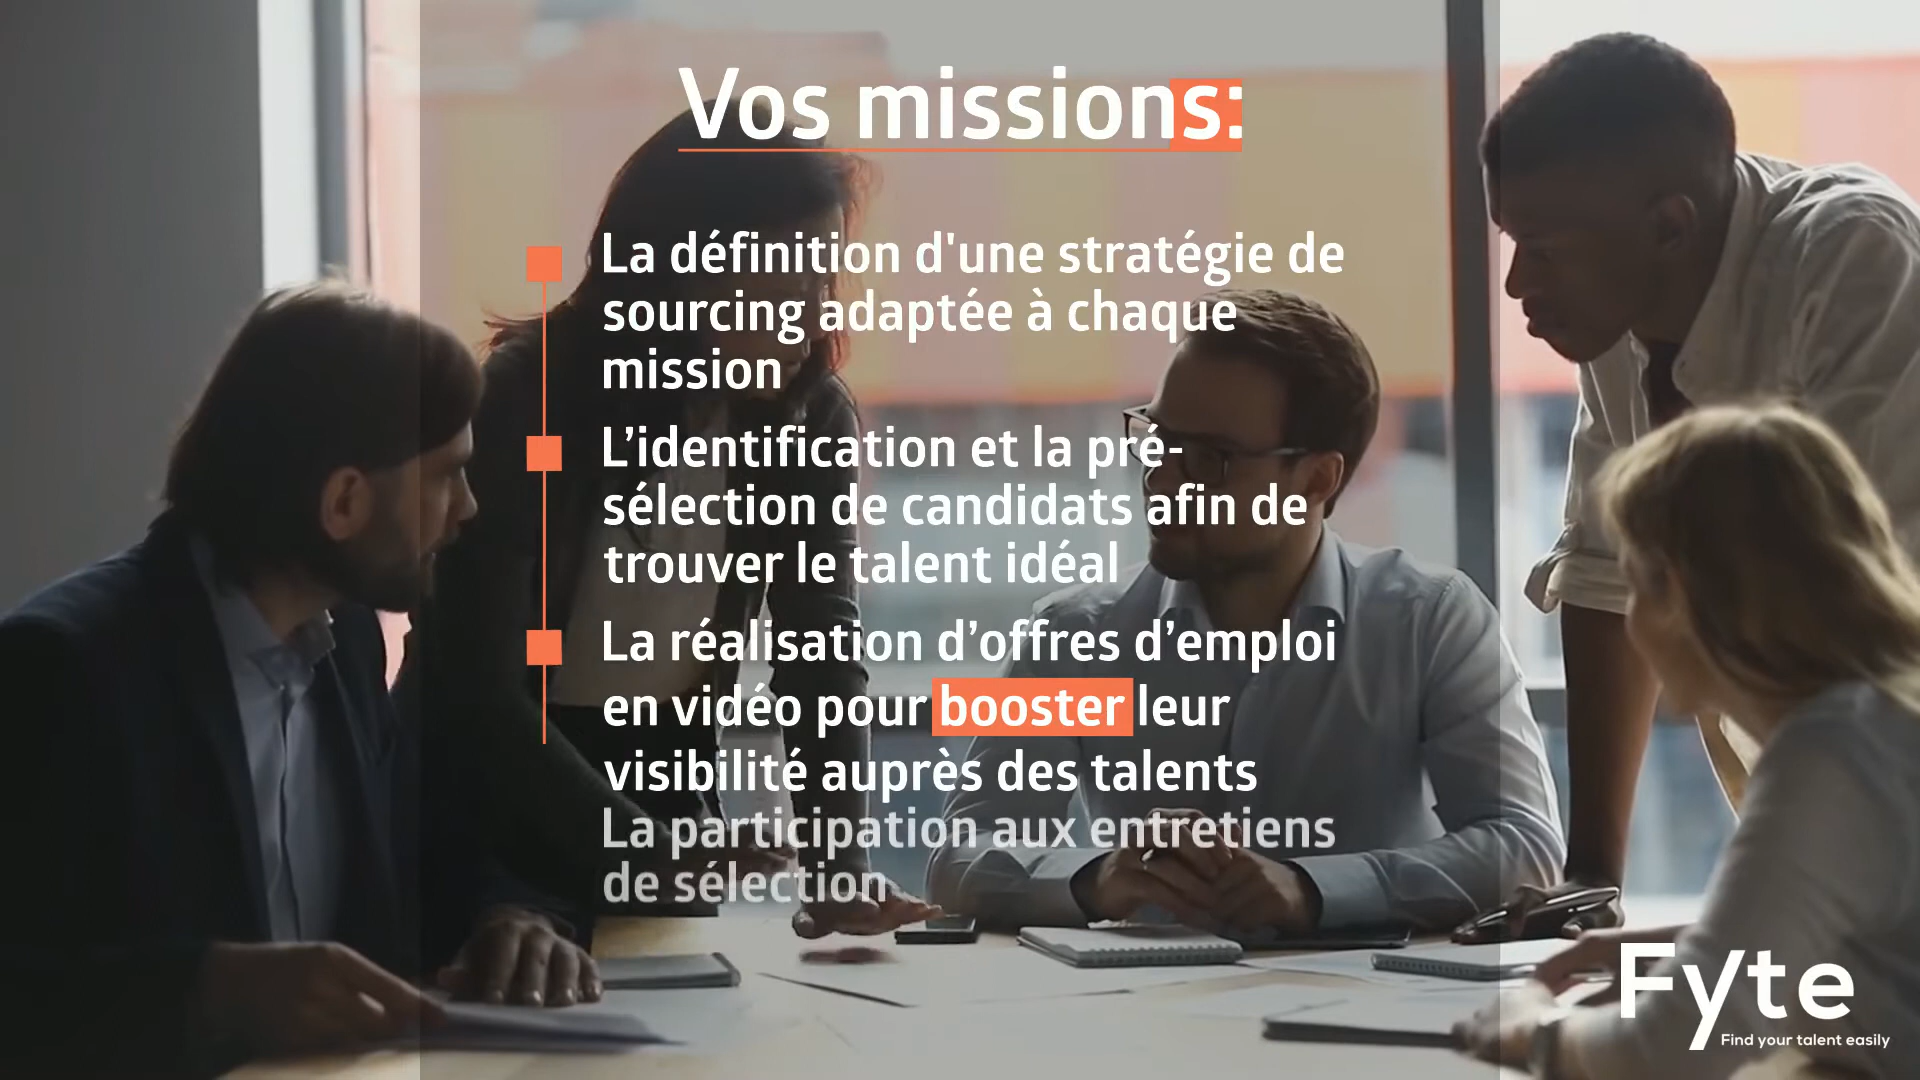 Vos missions:
La définition d'une stratégie de
sourcing adaptée à chaque
mission
L’identification et la pré-
sélection de candidats afin de
trouver le talent idéal
La réalisation d’offres d’emploi
en vidéo pour booster leur
visibilité auprès des talents
La participation aux entretiens
de sélection
Fyte
Find your talent easily